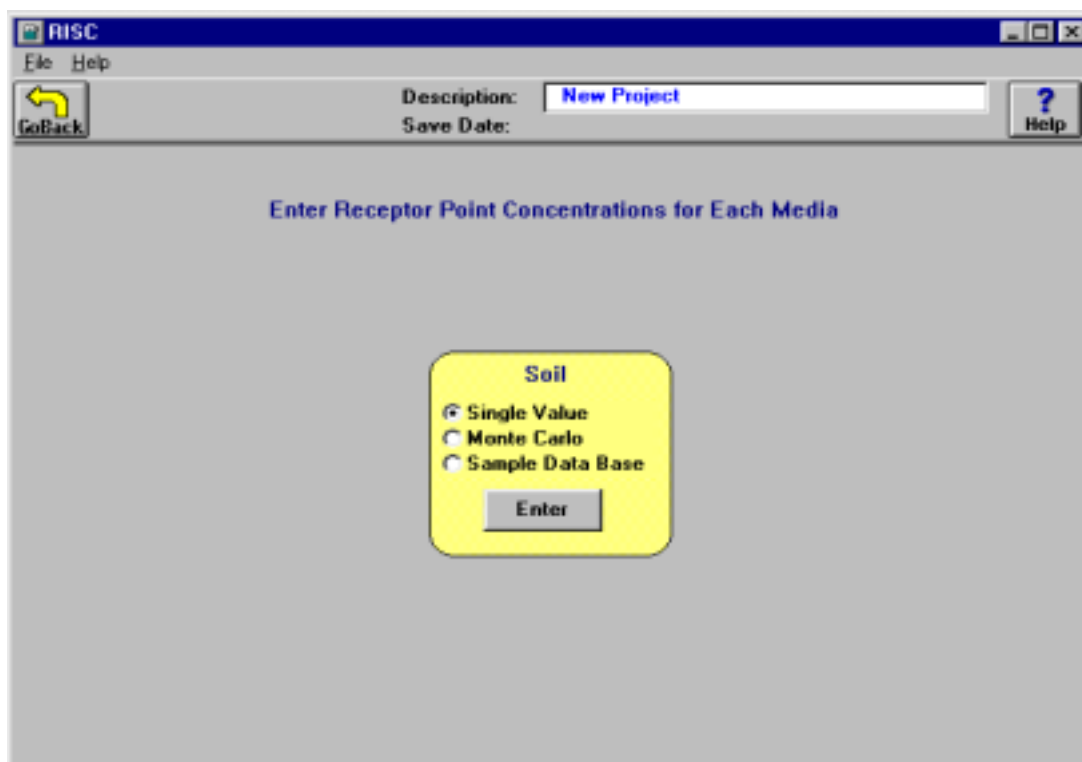 RISC
File Help
GoBack
Description: New Project
Save Date:
? Help
Enter Receptor Point Concentrations for Each Media
Soil
Single Value
Monte Carlo
Sample Data Base
Enter